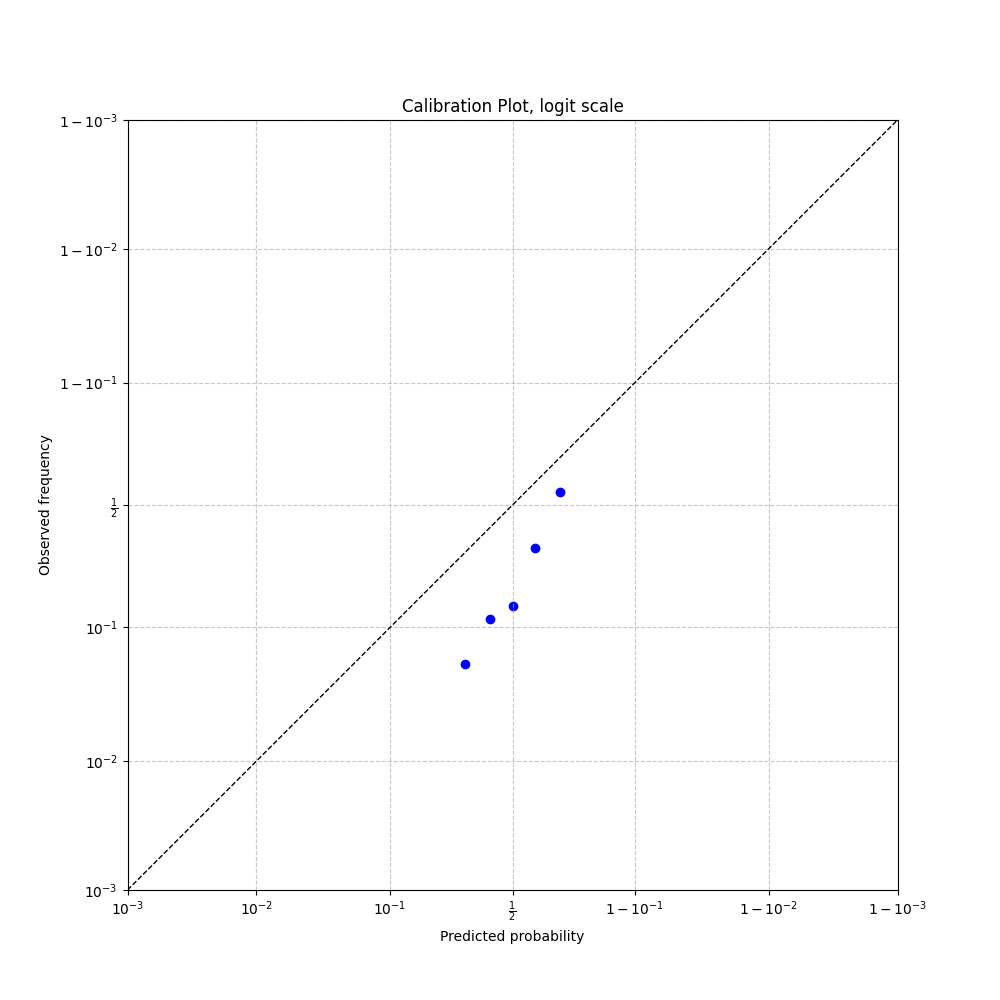 Calibration Plot, logit scale
1 − 10⁻³
1 − 10⁻²
1 − 10⁻¹
½
10⁻¹
10⁻²
10⁻³
Observed frequency
10⁻³ 10⁻² 10⁻¹ ½ 1 − 10⁻¹ 1 − 10⁻² 1 − 10⁻³
Predicted probability